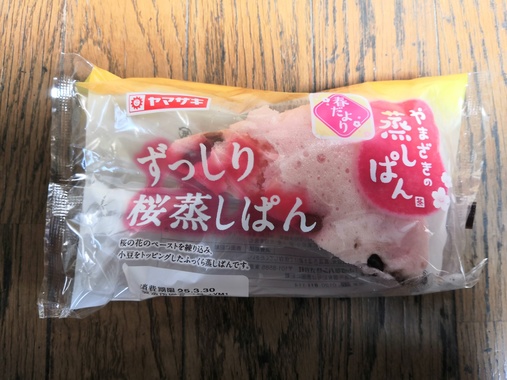 ヤマザキ
春だより
やまざきの
蒸しぱん
ずっしり
桜蒸しぱん
桜の花のペーストを練り込み、
小豆をトッピングしたふっくら蒸しぱんです。
消費期限 25.3.30